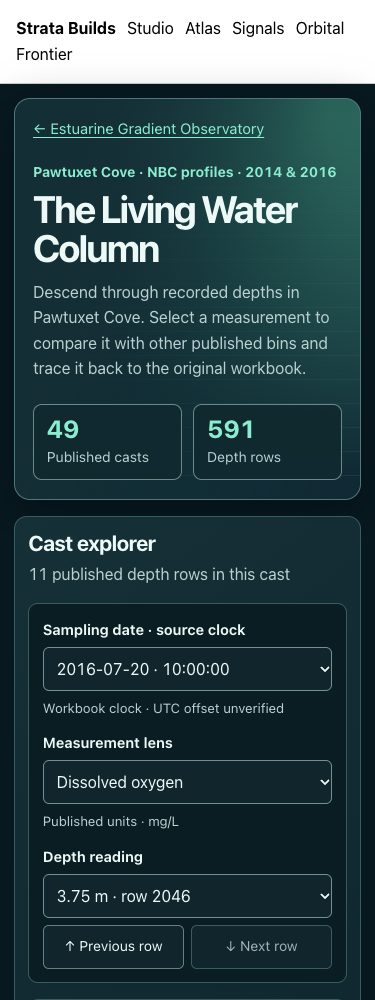 Strata Builds Studio Atlas Signals Orbital
Frontier
← Estuarine Gradient Observatory
Pawtuxet Cove · NBC profiles · 2014 & 2016
The Living Water
Column
Descend through recorded depths in
Pawtuxet Cove. Select a measurement to
compare it with other published bins and
trace it back to the original workbook.
49
Published casts
591
Depth rows
Cast explorer
11 published depth rows in this cast
Sampling date · source clock
2016-07-20 · 10:00:00
Workbook clock · UTC offset unverified
Measurement lens
Dissolved oxygen
Published units · mg/L
Depth reading
3.75 m · row 2046
↑ Previous row
↓ Next row